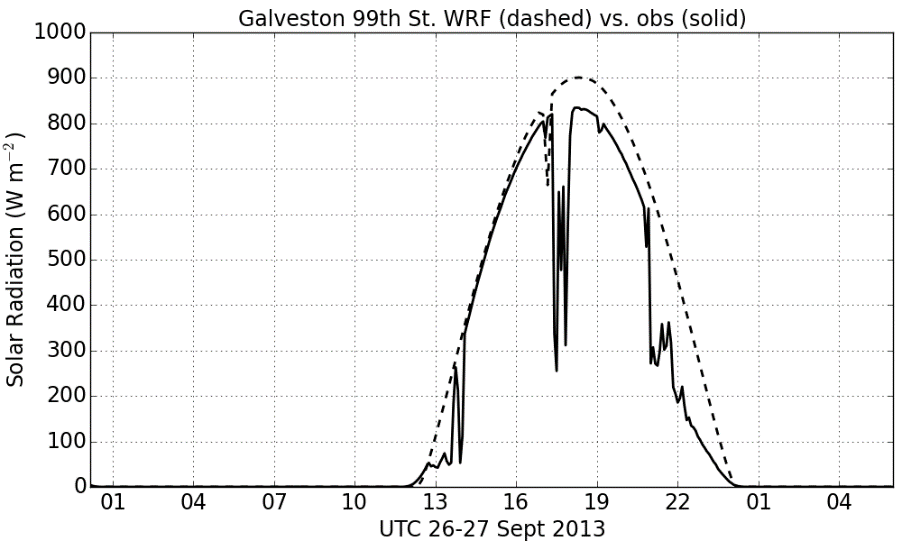 Galveston 99th St. WRF (dashed) vs. obs (solid)
1000
900
800
700
600
500
400
300
200
100
0
Solar Radiation (W m⁻²)
01 04 07 10 13 16 19 22 01 04
UTC 26-27 Sept 2013